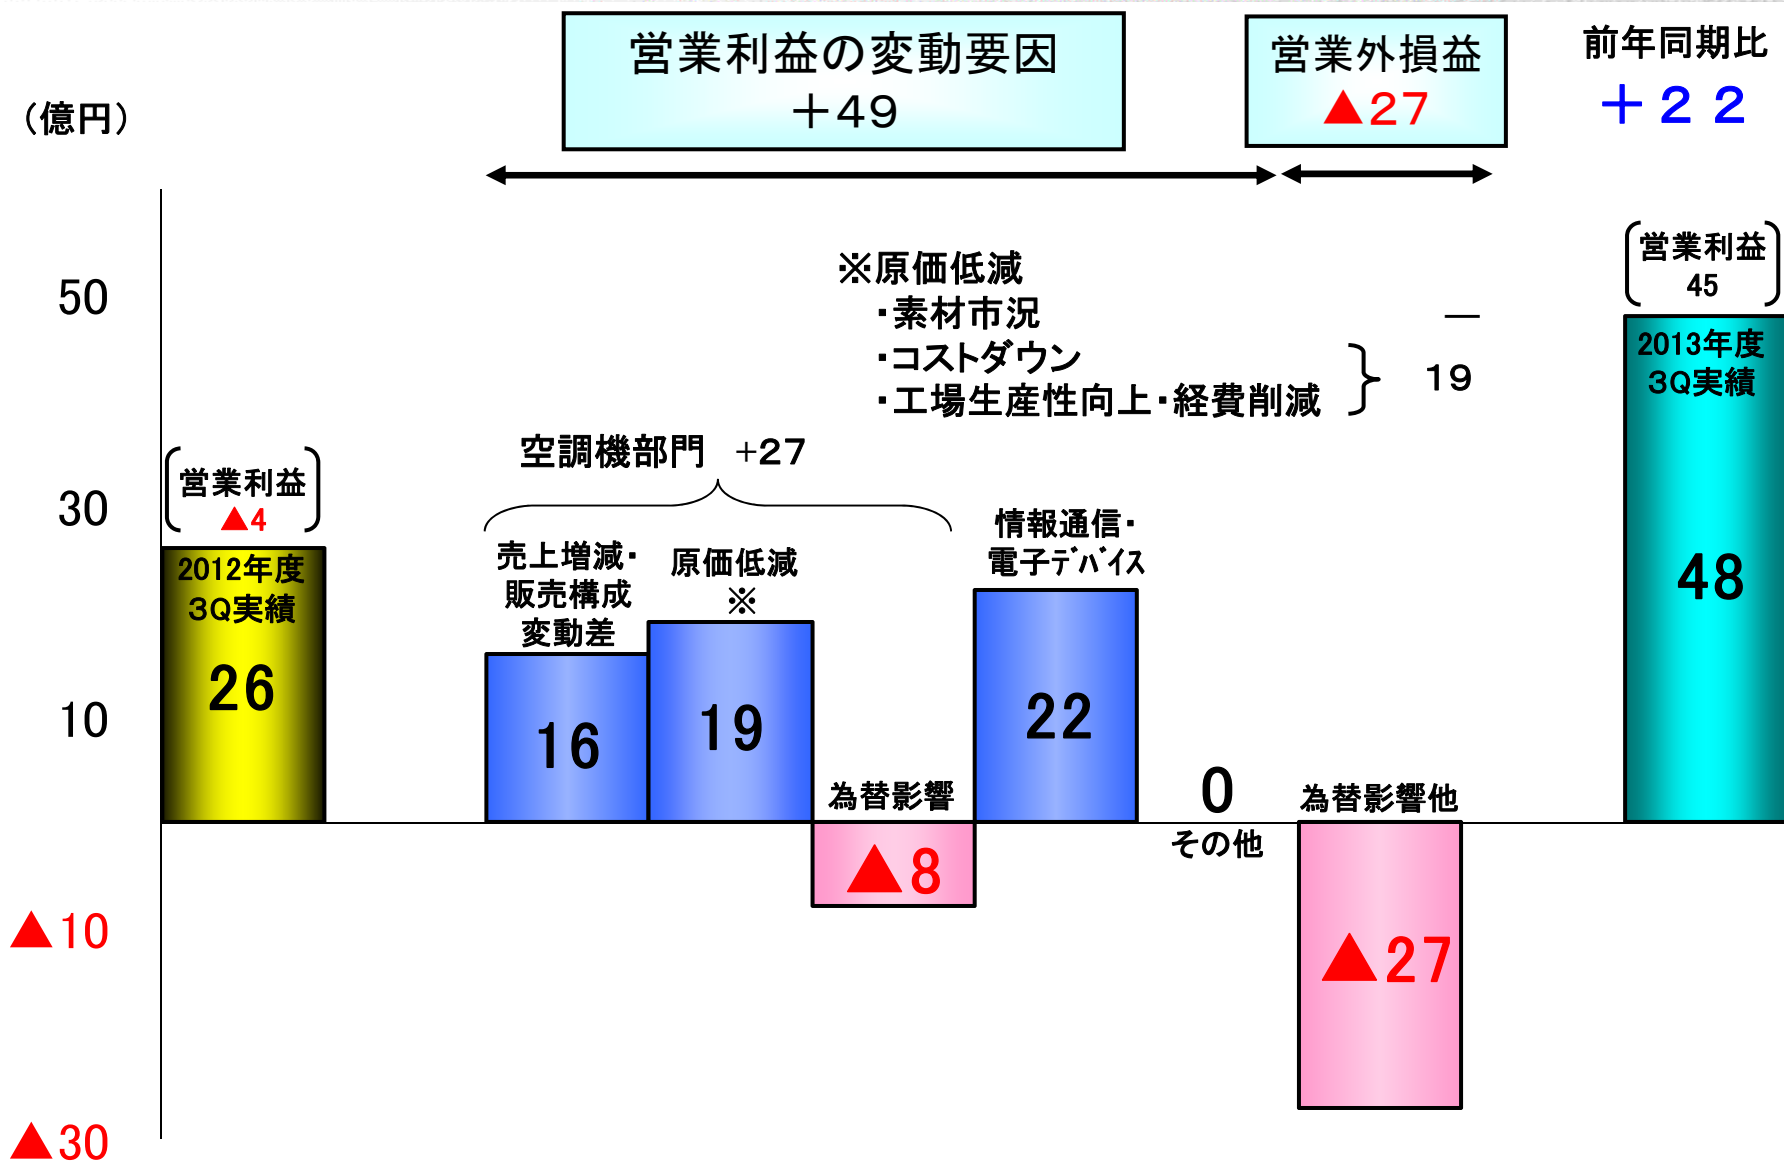 営業利益の変動要因
＋49
営業外損益
▲27
前年同期比
＋２２
（億円）
50
30
10
▲10
▲30
※原価低減
・素材市況　－
・コストダウン
・工場生産性向上・経費削減
19
営業利益
45
2013年度
3Q実績
48
空調機部門　+27
営業利益
▲4
2012年度
3Q実績
26
売上増減・
販売構成
変動差
16
原価低減
※
19
為替影響
▲8
情報通信・
電子ﾃﾞﾊﾞｲｽ
22
0
その他
為替影響他
▲27